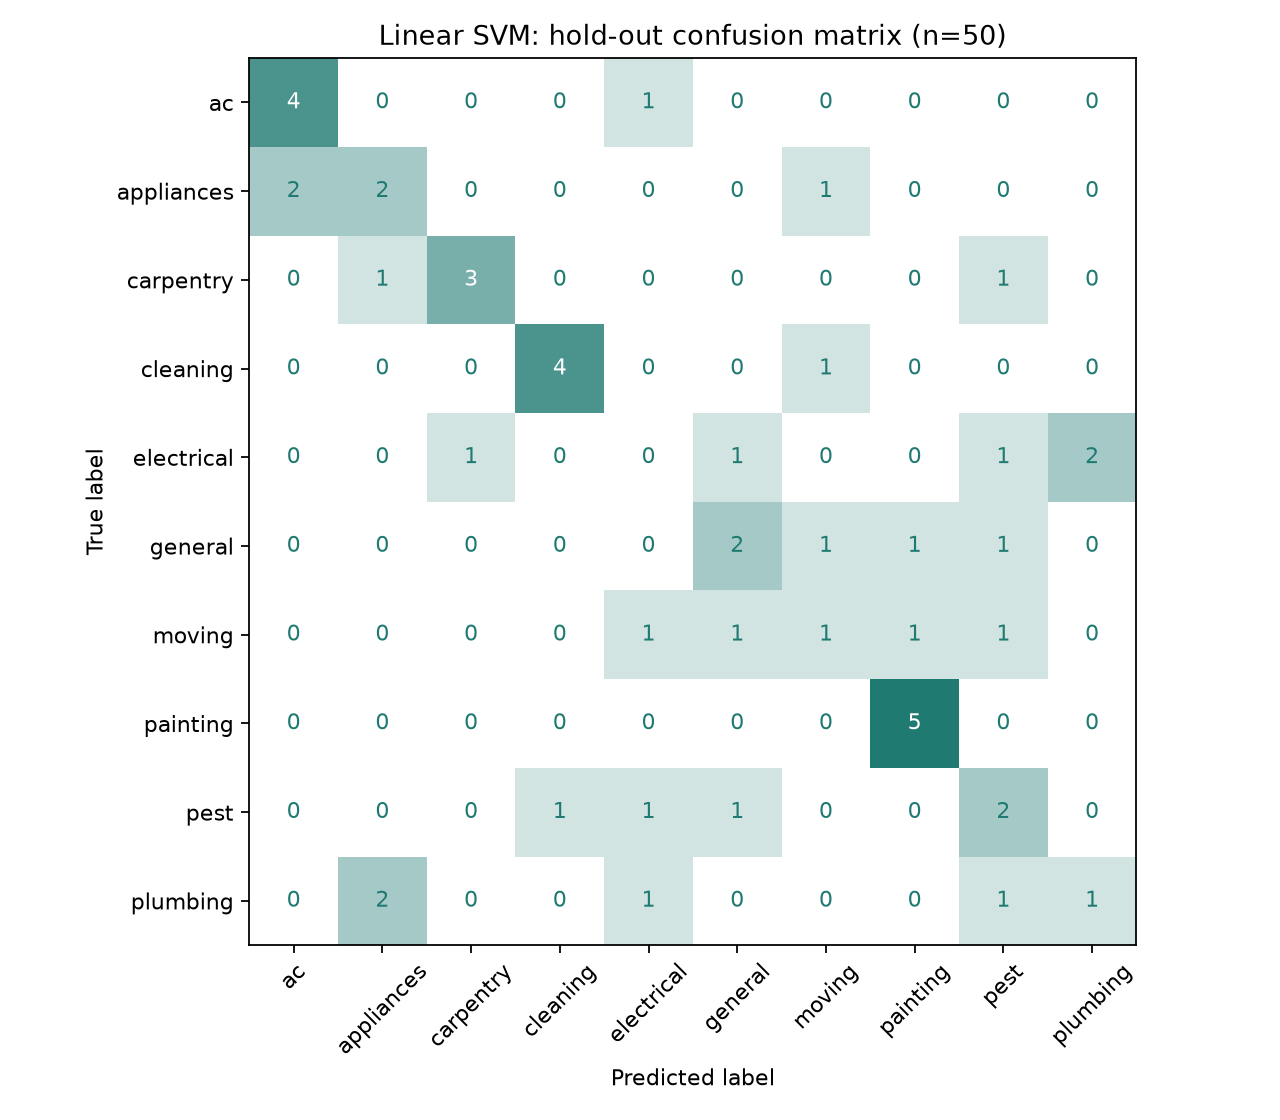 Linear SVM: hold-out confusion matrix (n=50)
ac 4 0 0 0 1 0 0 0 0 0
appliances 2 2 0 0 0 0 1 0 0 0
carpentry 0 1 3 0 0 0 0 0 1 0
cleaning 0 0 0 4 0 0 1 0 0 0
electrical 0 0 1 0 0 1 0 0 1 2
general 0 0 0 0 0 2 1 1 1 0
moving 0 0 0 0 1 1 1 1 1 0
painting 0 0 0 0 0 0 0 5 0 0
pest 0 0 0 1 1 1 0 0 2 0
plumbing 0 2 0 0 1 0 0 0 1 1
True label
ac appliances carpentry cleaning electrical general moving painting pest plumbing
Predicted label